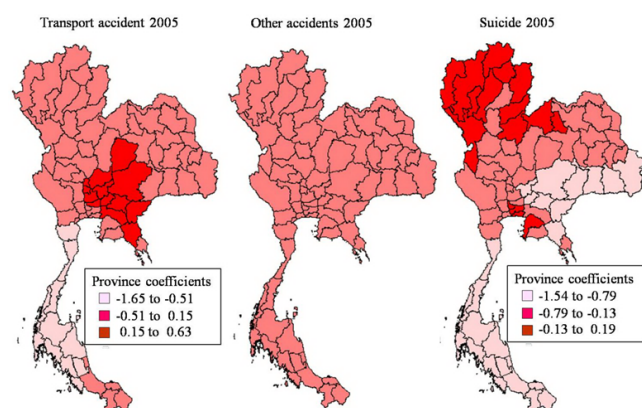 Transport accident 2005
Other accidents 2005
Suicide 2005
Province coefficients
-1.65 to -0.51
-0.51 to 0.15
0.15 to 0.63
Province coefficients
-1.54 to -0.79
-0.79 to -0.13
-0.13 to 0.19